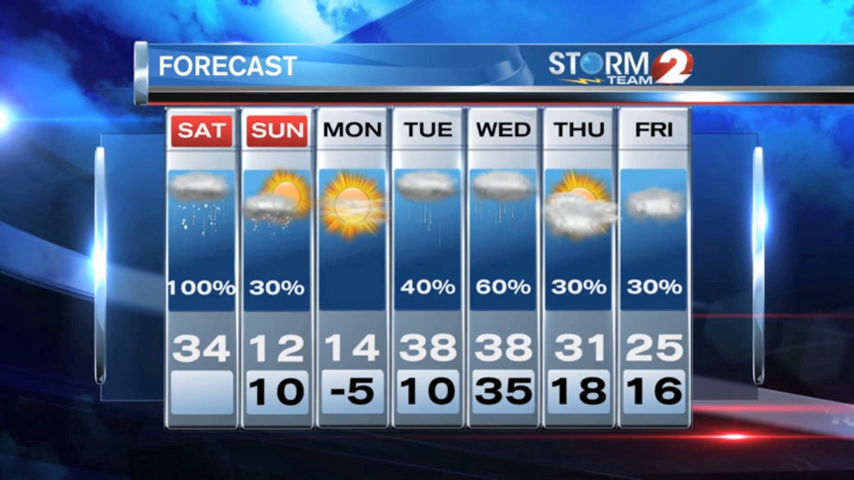 FORECAST
STORM
TEAM 2
SAT SUN MON TUE WED THU FRI
100% 30% 40% 60% 30% 30%
34 12 14 38 38 31 25
10 -5 10 35 18 16